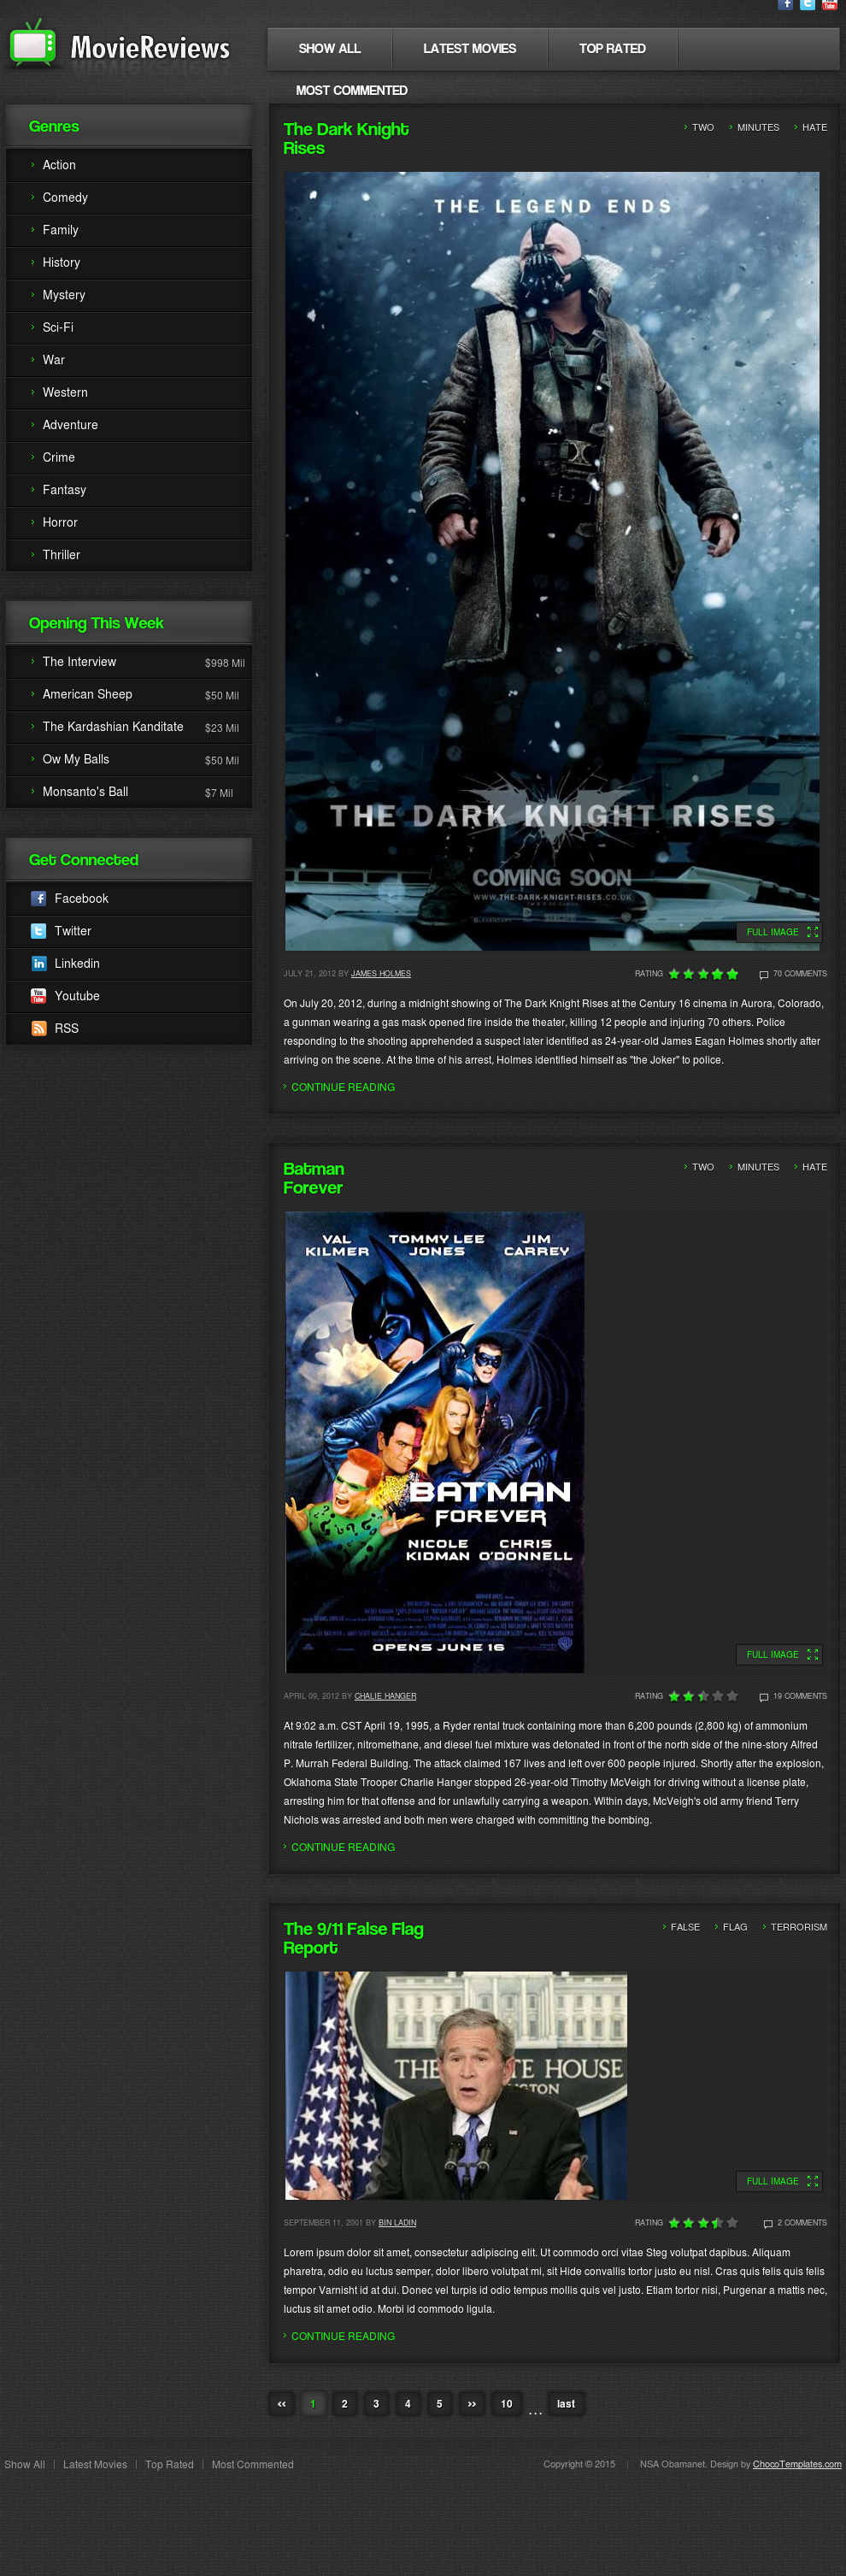 MovieReviews
SHOW ALL
LATEST MOVIES
TOP RATED
MOST COMMENTED
Genres
Action
Comedy
Family
History
Mystery
Sci-Fi
War
Western
Adventure
Crime
Fantasy
Horror
Thriller
Opening This Week
The Interview $998 Mil
American Sheep $50 Mil
The Kardashian Kanditate $23 Mil
Ow My Balls $50 Mil
Monsanto's Ball $7 Mil
Get Connected
Facebook
Twitter
Linkedin
Youtube
RSS
The Dark Knight
Rises
TWO MINUTES HATE
THE LEGEND ENDS
THE DARK KNIGHT RISES
COMING SOON
WWW.THE-DARK-KNIGHT-RISES.CO.UK
FULL IMAGE
JULY 21, 2012 BY JAMES HOLMES
RATING
70 COMMENTS
On July 20, 2012, during a midnight showing of The Dark Knight Rises at the Century 16 cinema in Aurora, Colorado,
a gunman wearing a gas mask opened fire inside the theater, killing 12 people and injuring 70 others. Police
responding to the shooting apprehended a suspect later identified as 24-year-old James Eagan Holmes shortly after
arriving on the scene. At the time of his arrest, Holmes identified himself as "the Joker" to police.
CONTINUE READING
Batman
Forever
TWO MINUTES HATE
VAL KILMER
TOMMY LEE JONES
JIM CARREY
BATMAN
FOREVER
NICOLE KIDMAN
CHRIS O'DONNELL
OPENS JUNE 16
FULL IMAGE
APRIL 09, 2012 BY CHALIE HANGER
RATING
19 COMMENTS
At 9:02 a.m. CST April 19, 1995, a Ryder rental truck containing more than 6,200 pounds (2,800 kg) of ammonium
nitrate fertilizer, nitromethane, and diesel fuel mixture was detonated in front of the north side of the nine-story Alfred
P. Murrah Federal Building. The attack claimed 167 lives and left over 600 people injured. Shortly after the explosion,
Oklahoma State Trooper Charlie Hanger stopped 26-year-old Timothy McVeigh for driving without a license plate,
arresting him for that offense and for unlawfully carrying a weapon. Within days, McVeigh's old army friend Terry
Nichols was arrested and both men were charged with committing the bombing.
CONTINUE READING
The 9/11 False Flag
Report
FALSE FLAG TERRORISM
FULL IMAGE
SEPTEMBER 11, 2001 BY BIN LADIN
RATING
2 COMMENTS
Lorem ipsum dolor sit amet, consectetur adipiscing elit. Ut commodo orci vitae Steg volutpat dapibus. Aliquam
pharetra, odio eu luctus semper, dolor libero volutpat mi, sit Hide convallis tortor justo eu nisl. Cras quis felis quis felis
tempor Varnisht id at dui. Donec vel turpis id odio tempus mollis quis vel justo. Etiam tortor nisi, Purgenar a mattis nec,
luctus sit amet odio. Morbi id commodo ligula.
CONTINUE READING
‹‹ 1 2 3 4 5 ›› 10 ... last
Show All | Latest Movies | Top Rated | Most Commented
Copyright © 2015 | NSA Obamanet. Design by ChocoTemplates.com